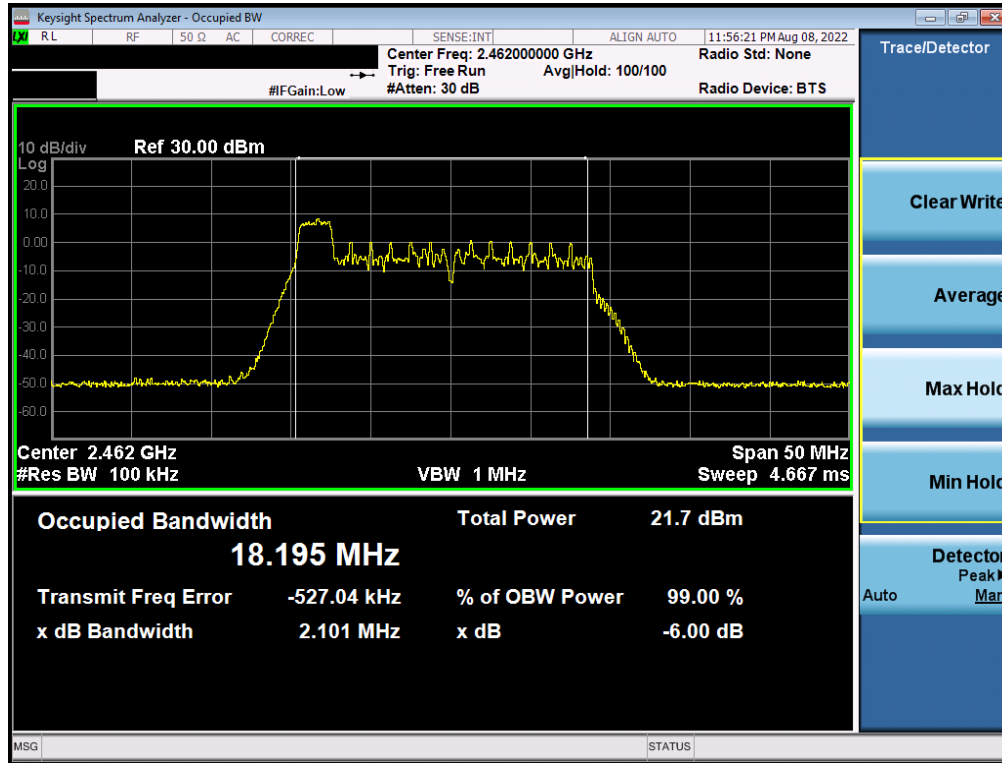 Keysight Spectrum Analyzer - Occupied BW
LXI RL RF 50 Ω AC CORREC SENSE:INT ALIGN AUTO 11:56:21 PM Aug 08, 2022
Center Freq: 2.462000000 GHz Radio Std: None
Trig: Free Run Avg|Hold: 100/100
#IFGain:Low #Atten: 30 dB Radio Device: BTS
Trace/Detector
10 dB/div Ref 30.00 dBm
Log
20.0
10.0
0.00
-10.0
-20.0
-30.0
-40.0
-50.0
-60.0
Center 2.462 GHz Span 50 MHz
#Res BW 100 kHz VBW 1 MHz Sweep 4.667 ms
Occupied Bandwidth Total Power 21.7 dBm
18.195 MHz
Transmit Freq Error -527.04 kHz % of OBW Power 99.00 %
x dB Bandwidth 2.101 MHz x dB -6.00 dB
Clear Write
Average
Max Hold
Min Hold
Detector
Peak▶
Auto Man
MSG STATUS